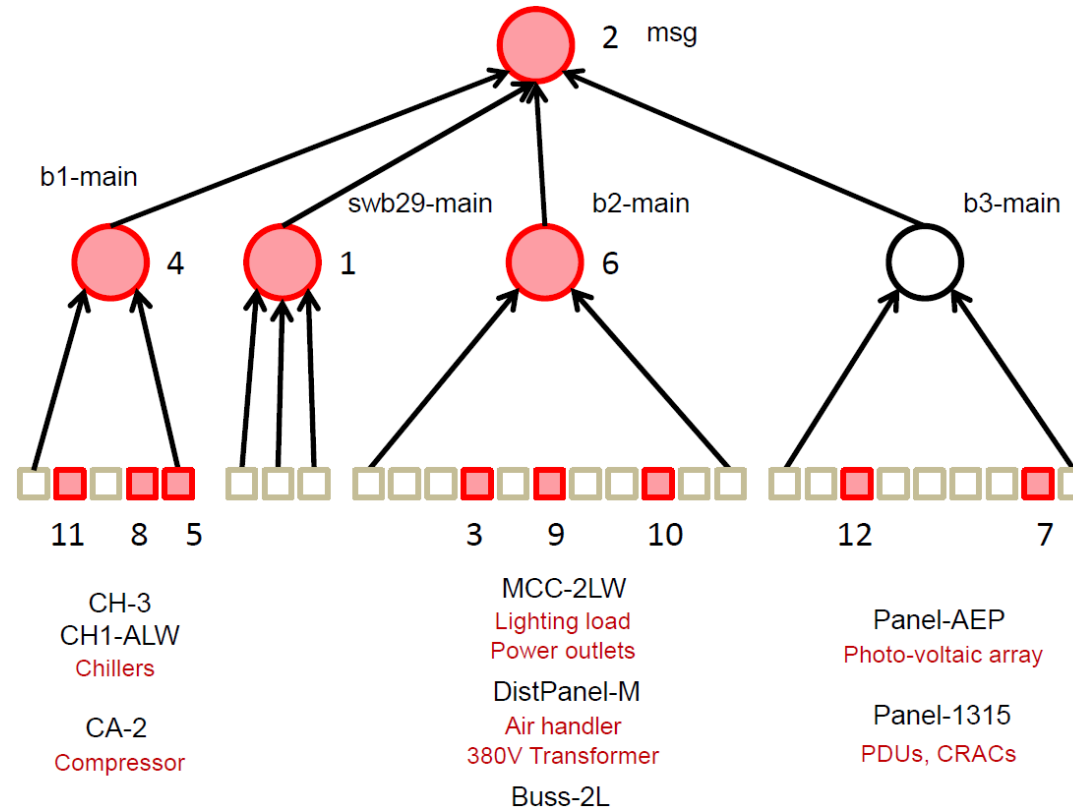 2 msg
b1-main
swb29-main
b2-main
b3-main
4
1
6
11 8 5
3 9 10
12 7
CH-3
CH1-ALW
Chillers
CA-2
Compressor
MCC-2LW
Lighting load
Power outlets
DistPanel-M
Air handler
380V Transformer
Buss-2L
Panel-AEP
Photo-voltaic array
Panel-1315
PDUs, CRACs